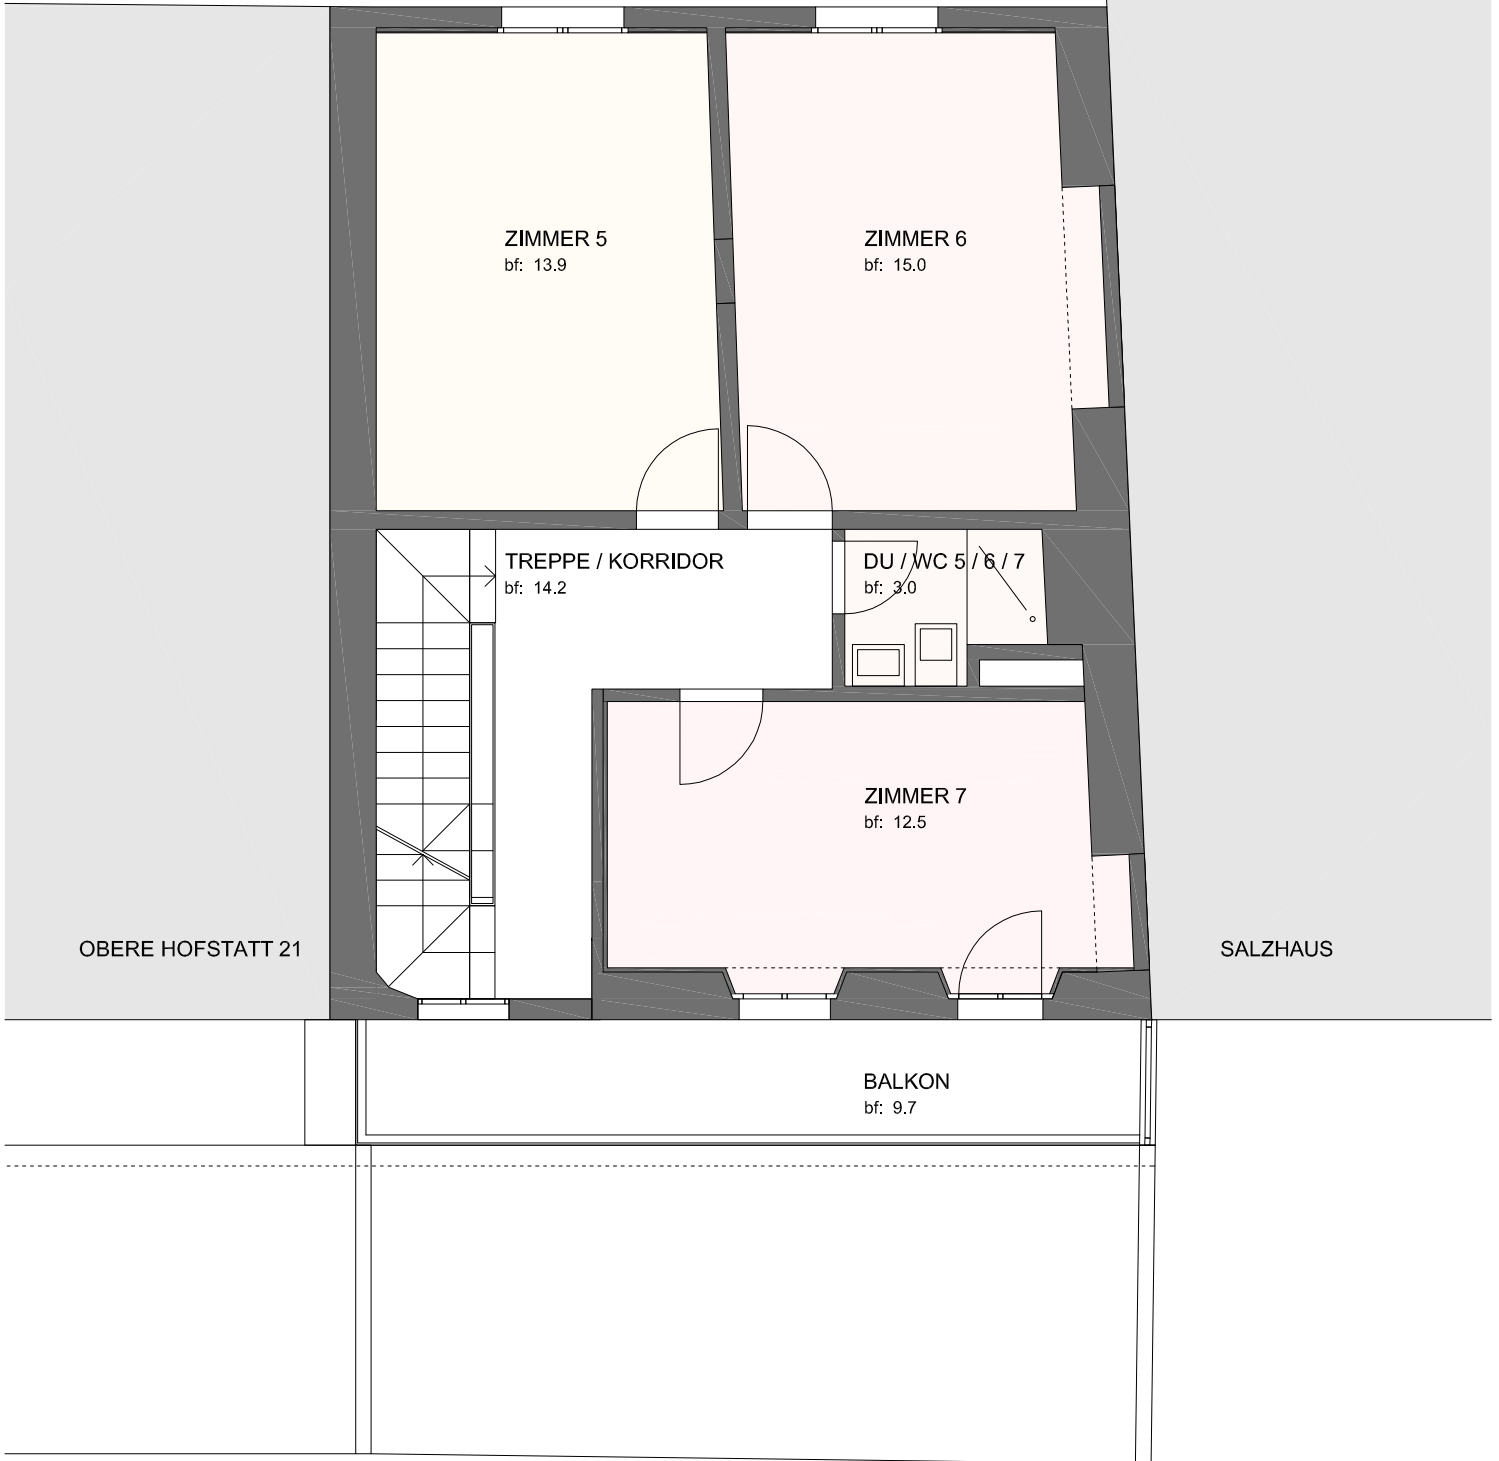 ZIMMER 5
bf: 13.9
ZIMMER 6
bf: 15.0
TREPPE / KORRIDOR
bf: 14.2
DU / WC 5 / 6 / 7
bf: 3.0
ZIMMER 7
bf: 12.5
OBERE HOFSTATT 21
SALZHAUS
BALKON
bf: 9.7